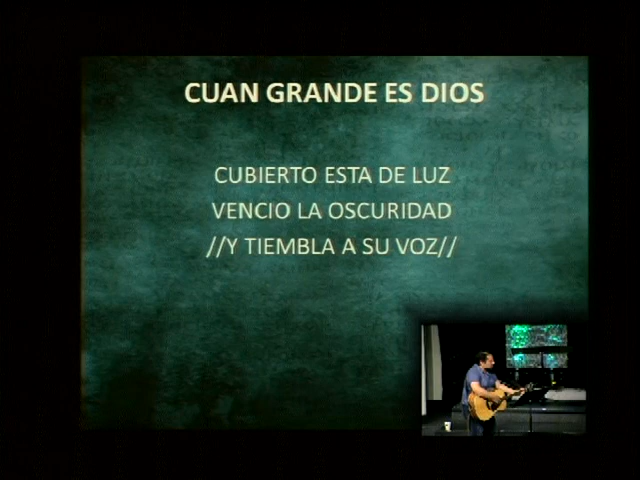 CUAN GRANDE ES DIOS
CUBIERTO ESTA DE LUZ
VENCIO LA OSCURIDAD
//Y TIEMBLA A SU VOZ//